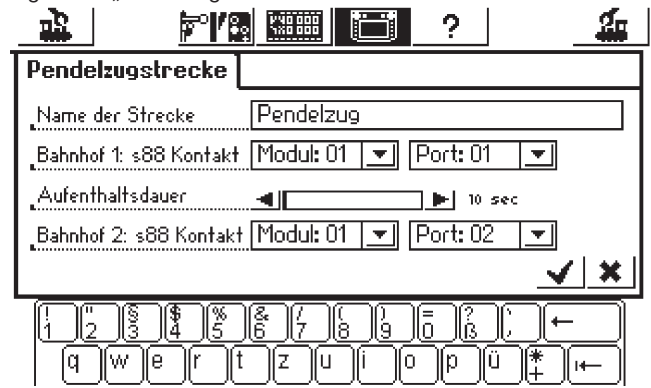 ?
Pendelzugstrecke
Name der Strecke Pendelzug
Bahnhof 1: s88 Kontakt Modul: 01 Port: 01
Aufenthaltsdauer 10 sec
Bahnhof 2: s88 Kontakt Modul: 01 Port: 02
! " § $ % & / ( ) = ? ;
1 2 3 4 5 6 7 8 9 0 ß ,
q w e r t z u i o p ü * +